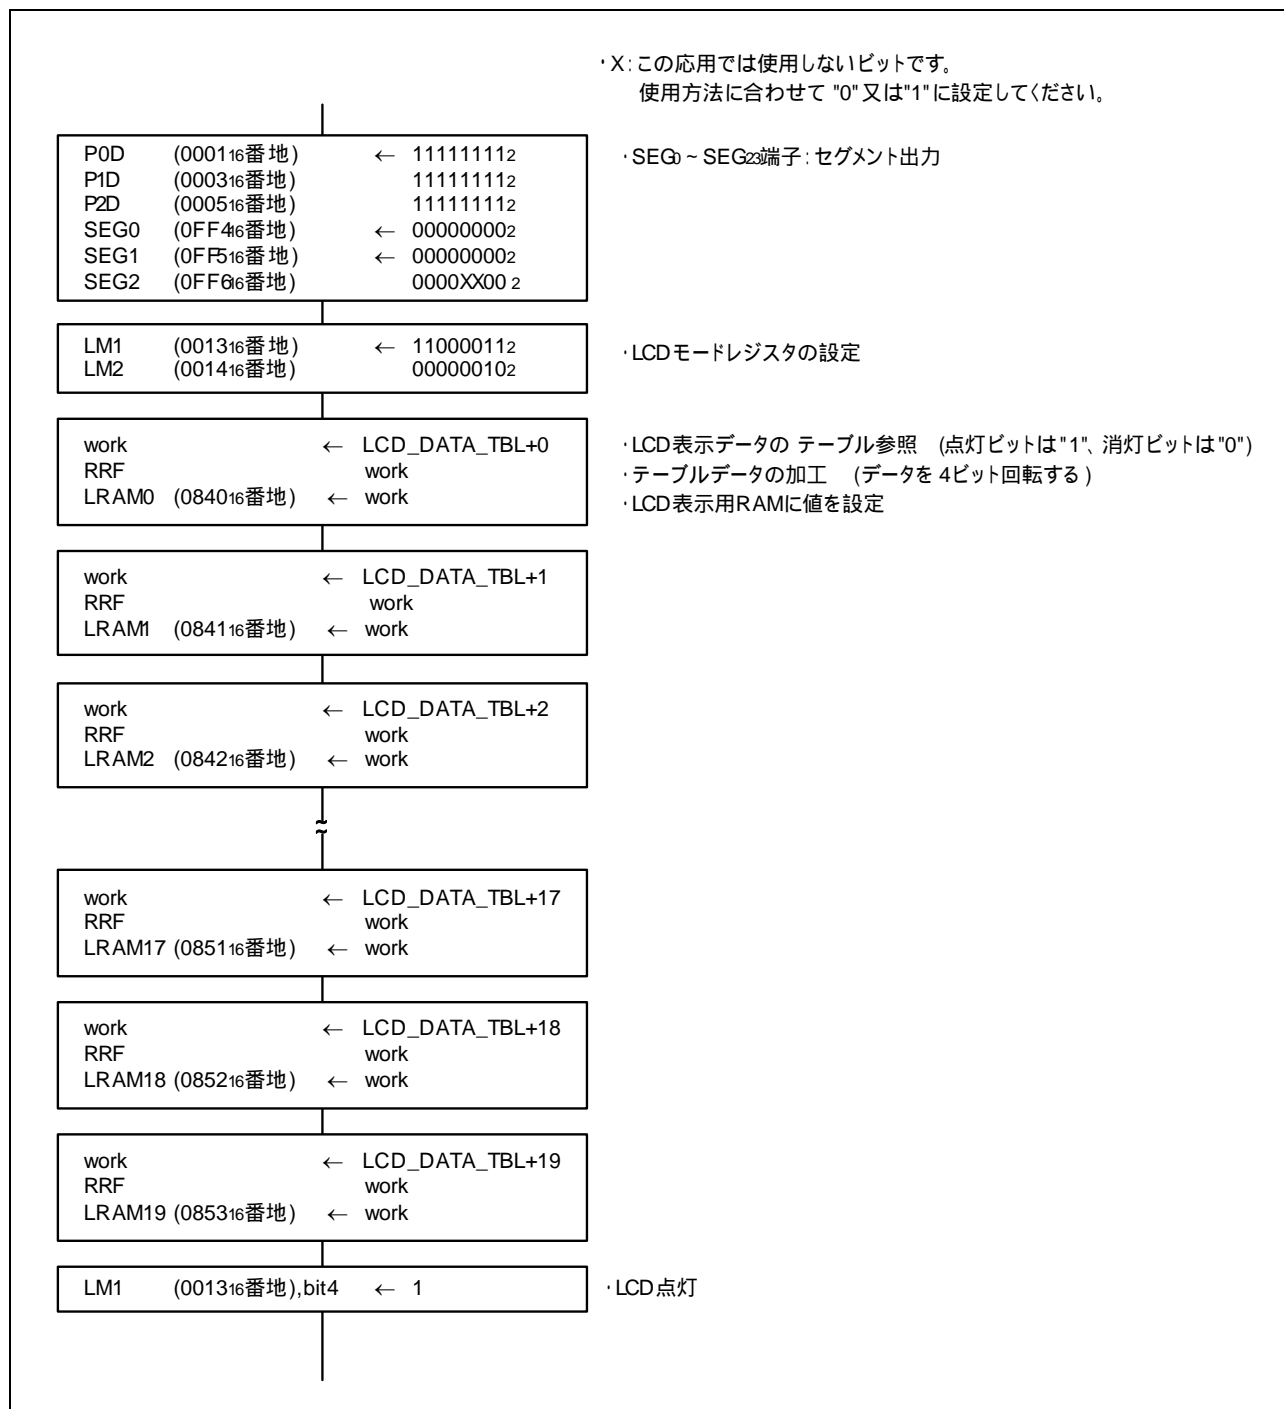 ・X：この応用では使用しないビットです。
使用方法に合わせて "0"又は"1"に設定してください。
P0D (000116番地) ← 111111112
・SEG0 ~ SEG23端子：セグメント出力
P1D (000316番地) 111111112
P2D (000516番地) 111111112
SEG0 (0FF416番地) ← 000000002
SEG1 (0FF516番地) ← 000000002
SEG2 (0FF616番地) 0000XX00 2
LM1 (001316番地) ← 110000112
・LCDモードレジスタの設定
LM2 (001416番地) 000000102
work ← LCD_DATA_TBL+0
・LCD表示データの テーブル参照 (点灯ビットは"1"、消灯ビットは"0")
RRF work
・テーブルデータの加工 (データを 4ビット回転する )
LRAM0 (084016番地) ← work
・LCD表示用RAMに値を設定
work ← LCD_DATA_TBL+1
RRF work
LRAM1 (084116番地) ← work
work ← LCD_DATA_TBL+2
RRF work
LRAM2 (084216番地) ← work
work ← LCD_DATA_TBL+17
RRF work
LRAM17 (085116番地) ← work
work ← LCD_DATA_TBL+18
RRF work
LRAM18 (085216番地) ← work
work ← LCD_DATA_TBL+19
RRF work
LRAM19 (085316番地) ← work
LM1 (001316番地),bit4 ← 1
・LCD点灯